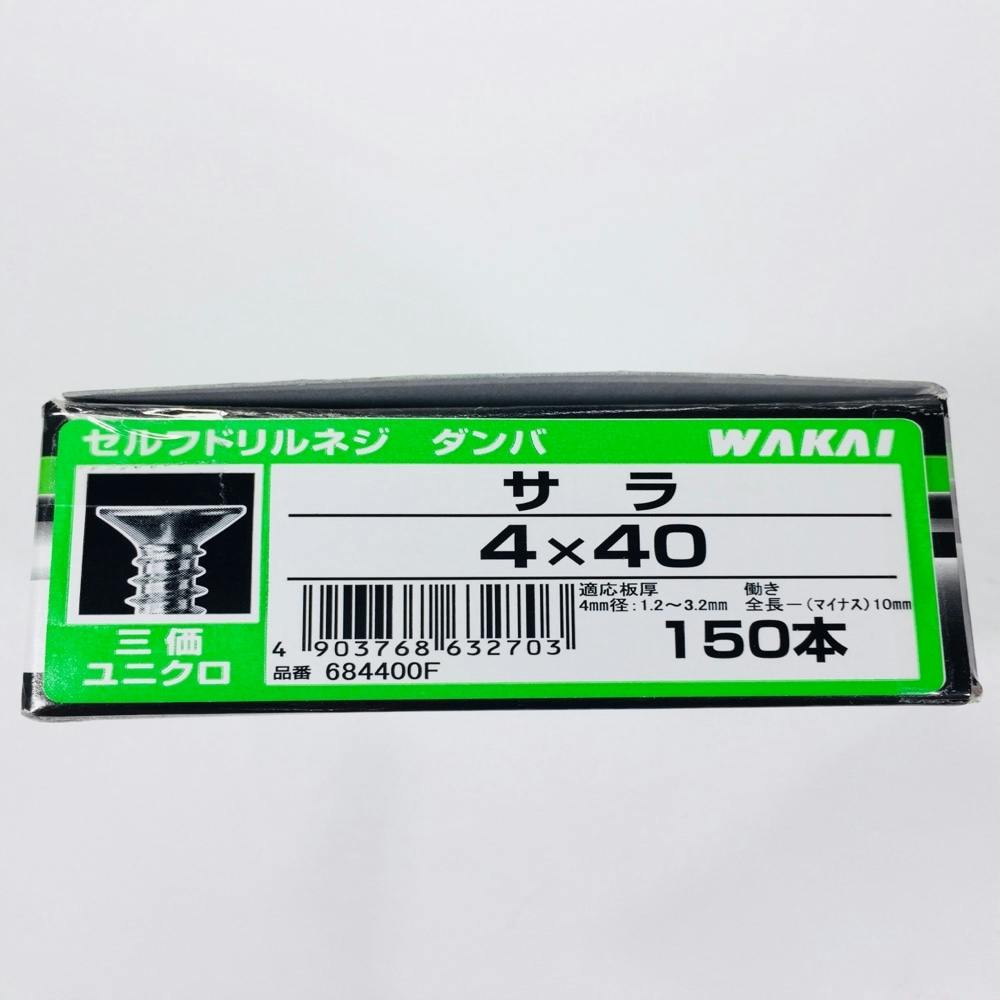 セルフドリルネジ ダンバ WAKAI
サラ
4×40
適応板厚 働き
4mm径：1.2～3.2mm 全長ー(マイナス)10mm
150本
4 903768 632703
品番 684400F
三価
ユニクロ